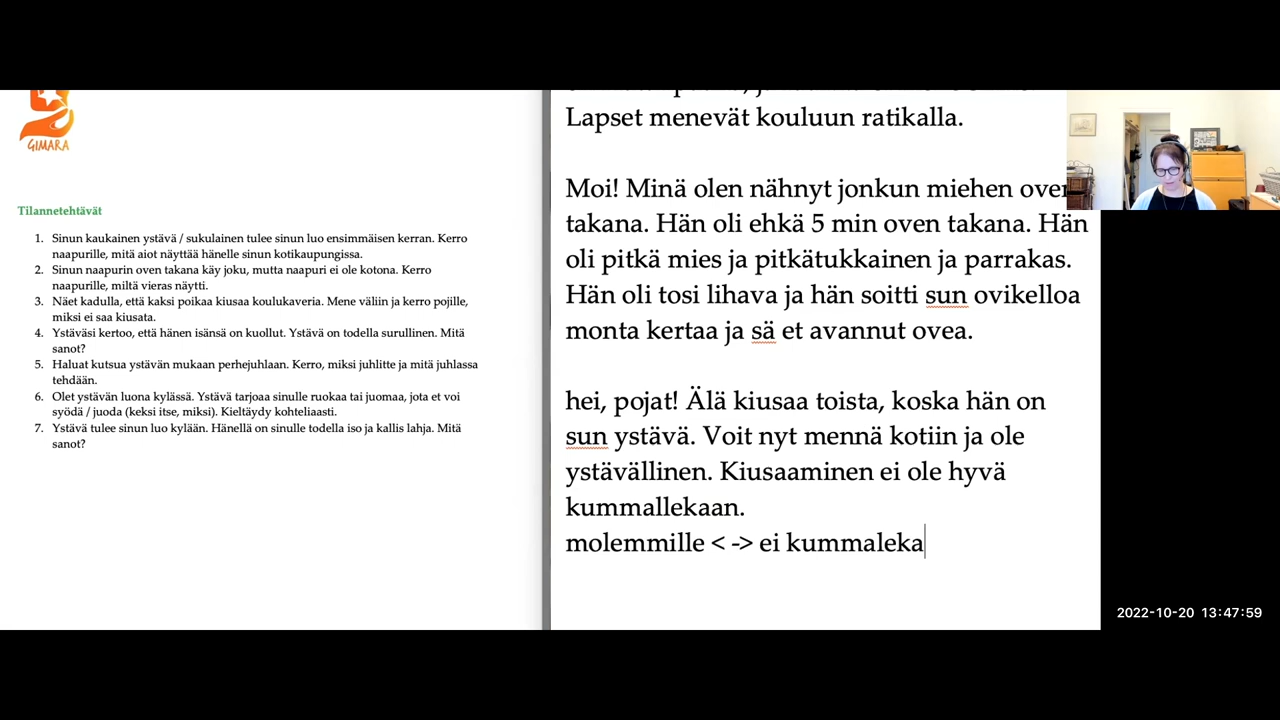 GIMARA
Tilannetehtävät
1. Sinun kaukainen ystävä / sukulainen tulee sinun luo ensimmäisen kerran. Kerro
naapurille, mitä aiot näyttää hänelle sinun kotikaupungissa.
2. Sinun naapurin oven takana käy joku, mutta naapuri ei ole kotona. Kerro
naapurille, miltä vieras näytti.
3. Näet kadulla, että kaksi poikaa kiusaa koulukaveria. Mene väliin ja kerro pojille,
miksi ei saa kiusata.
4. Ystäväsi kertoo, että hänen isänsä on kuollut. Ystävä on todella surullinen. Mitä
sanot?
5. Haluat kutsua ystävän mukaan perhejuhlaan. Kerro, miksi juhlitte ja mitä juhlassa
tehdään.
6. Olet ystävän luona kylässä. Ystävä tarjoaa sinulle ruokaa tai juomaa, jota et voi
syödä / juoda (keksi itse, miksi). Kieltäydy kohteliaasti.
7. Ystävä tulee sinun luo kylään. Hänellä on sinulle todella iso ja kallis lahja. Mitä
sanot?
Lapset menevät kouluun ratikalla.
Moi! Minä olen nähnyt jonkun miehen oven
takana. Hän oli ehkä 5 min oven takana. Hän
oli pitkä mies ja pitkätukkainen ja parrakas.
Hän oli tosi lihava ja hän soitti sun ovikelloa
monta kertaa ja sä et avannut ovea.
hei, pojat! Älä kiusaa toista, koska hän on
sun ystävä. Voit nyt mennä kotiin ja ole
ystävällinen. Kiusaaminen ei ole hyvä
kummallekaan.
molemmille < -> ei kummaleka
2022-10-20 13:47:59